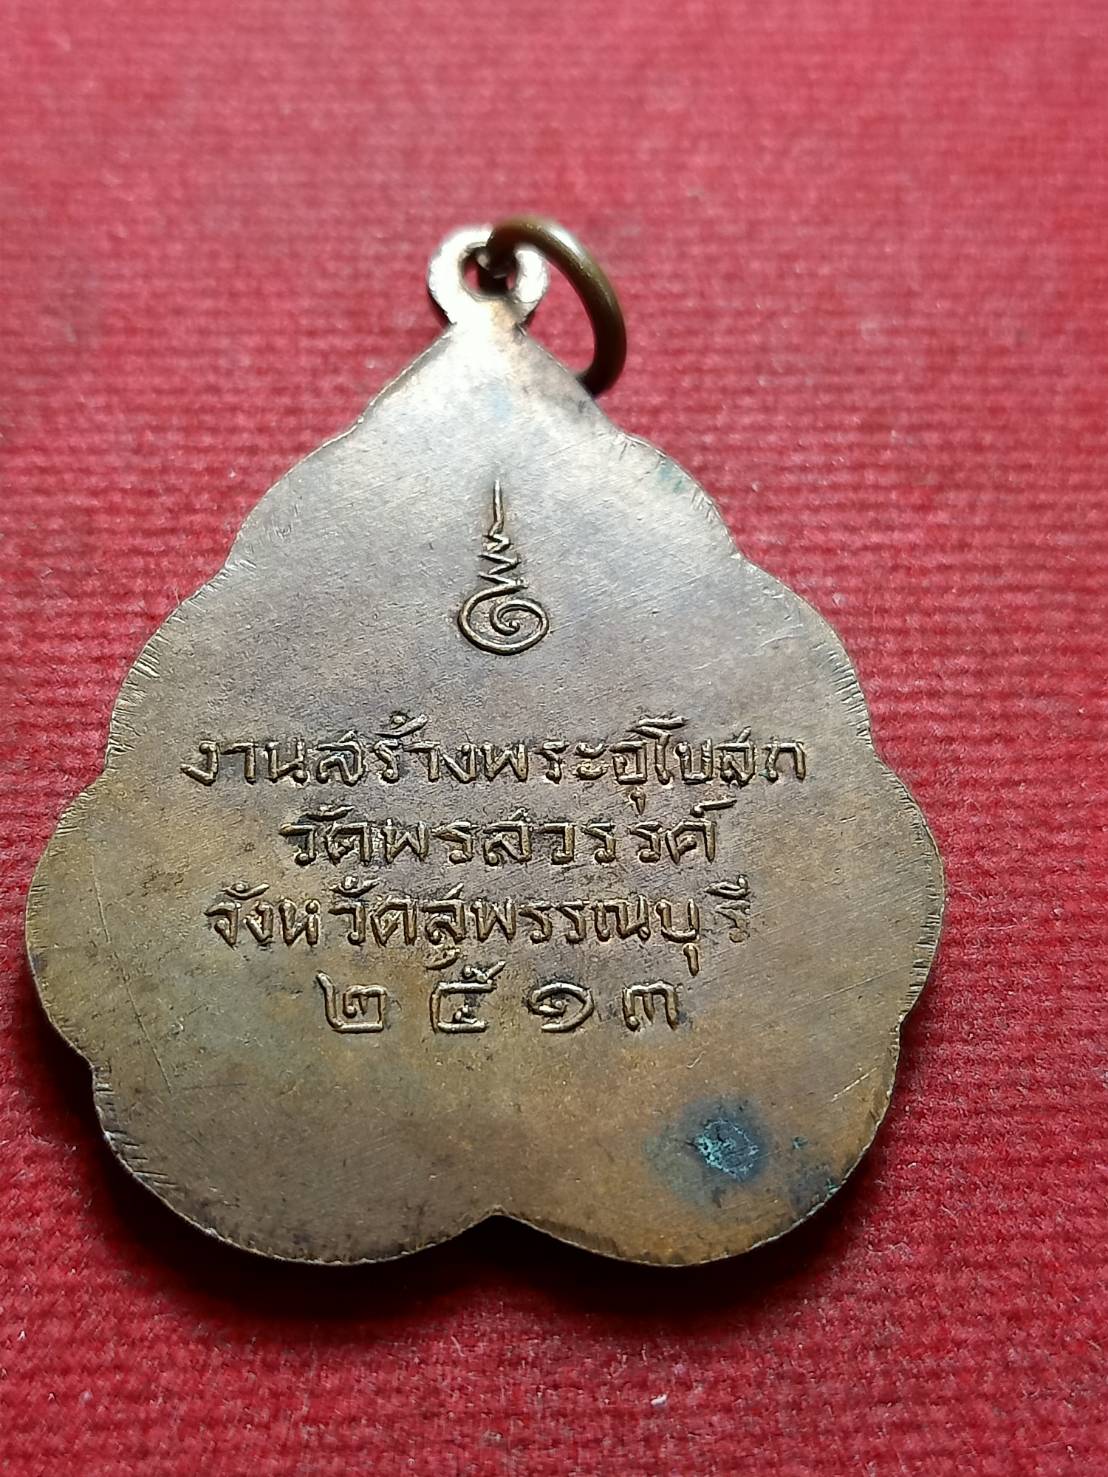 งานสร้างพระอุโบสถ
วัดพรสวรรค์
จังหวัดสุพรรณบุรี
๒๕๑๓